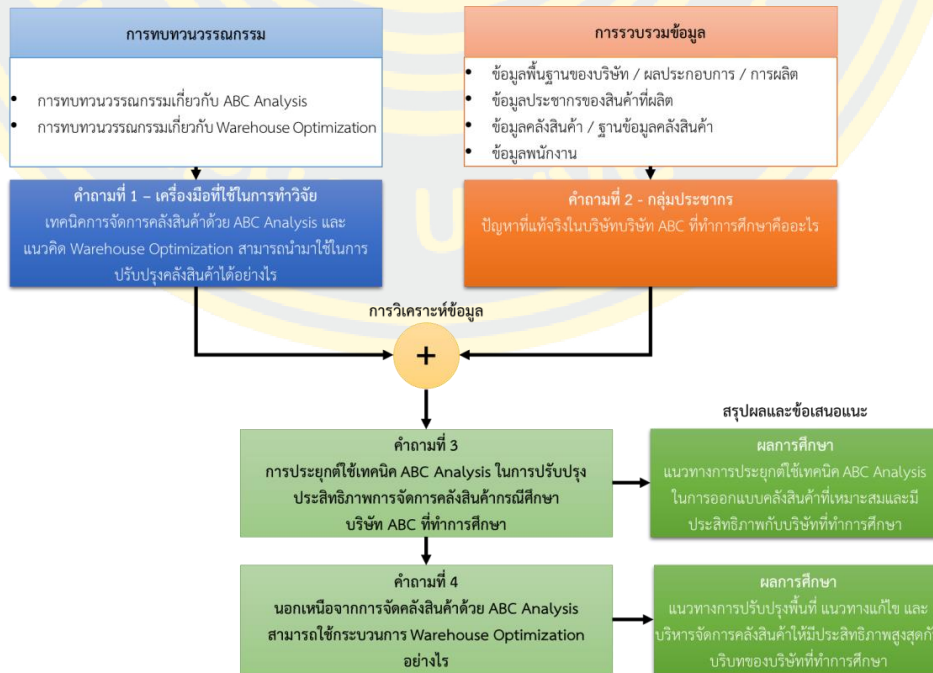 การทบทวนวรรณกรรม
• การทบทวนวรรณกรรมเกี่ยวกับ ABC Analysis
• การทบทวนวรรณกรรมเกี่ยวกับ Warehouse Optimization
การรวบรวมข้อมูล
• ข้อมูลพื้นฐานของบริษัท / ผลประกอบการ / การผลิต
• ข้อมูลประชากรของสินค้าที่ผลิต
• ข้อมูลคลังสินค้า / ฐานข้อมูลคลังสินค้า
• ข้อมูลพนักงาน
คำถามที่ 1 – เครื่องมือที่ใช้ในการทำวิจัย
เทคนิคการจัดการคลังสินค้าด้วย ABC Analysis และ
แนวคิด Warehouse Optimization สามารถนำมาใช้ในการ
ปรับปรุงคลังสินค้าได้อย่างไร
คำถามที่ 2 - กลุ่มประชากร
ปัญหาที่แท้จริงในบริษัทบริษัท ABC ที่ทำการศึกษาคืออะไร
การวิเคราะห์ข้อมูล
+
คำถามที่ 3
การประยุกต์ใช้เทคนิค ABC Analysis ในการปรับปรุง
ประสิทธิภาพการจัดการคลังสินค้ากรณีศึกษา
บริษัท ABC ที่ทำการศึกษา
สรุปผลและข้อเสนอแนะ
ผลการศึกษา
แนวทางการประยุกต์ใช้เทคนิค ABC Analysis
ในการออกแบบคลังสินค้าที่เหมาะสมและมี
ประสิทธิภาพกับบริษัทที่ทำการศึกษา
คำถามที่ 4
นอกเหนือจากการจัดคลังสินค้าด้วย ABC Analysis
สามารถใช้กระบวนการ Warehouse Optimization
อย่างไร
ผลการศึกษา
แนวทางการปรับปรุงพื้นที่ แนวทางแก้ไข และ
บริหารจัดการคลังสินค้าให้มีประสิทธิภาพสูงสุด
บริบทของบริษัทที่ทำการศึกษา